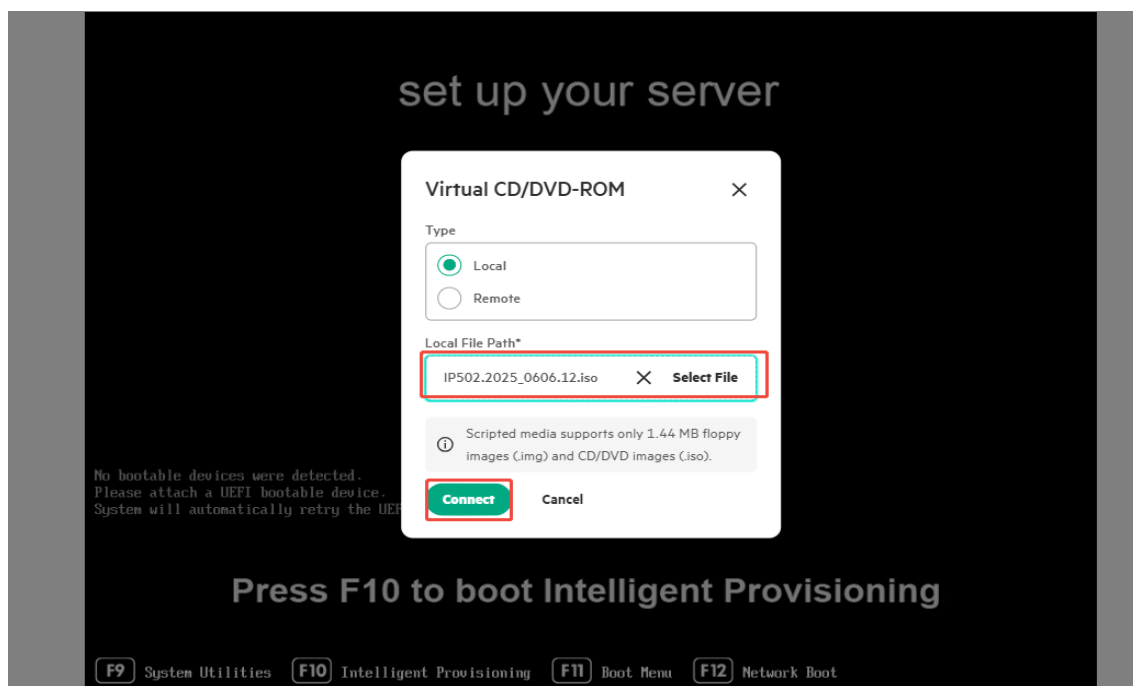 set up your server
Virtual CD/DVD-ROM
Type
Local
Remote
Local File Path*
IP502.2025_0606.12.iso Select File
Scripted media supports only 1.44 MB floppy
images (.img) and CD/DVD images (.iso).
Connect Cancel
No bootable devices were detected.
Please attach a UEFI bootable device.
System will automatically retry the UEF
Press F10 to boot Intelligent Provisioning
F9 System Utilities F10 Intelligent Provisioning F11 Boot Menu F12 Network Boot